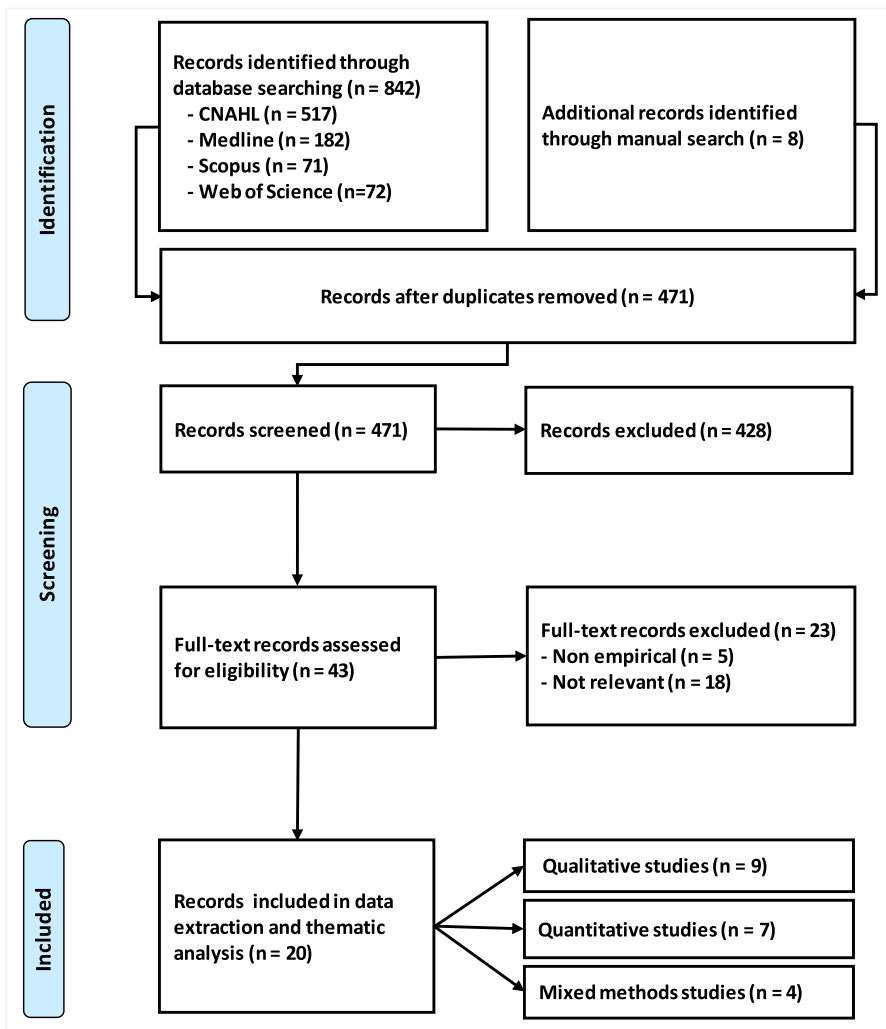 Identification
Records identified through
database searching (n = 842)
- CNAHL (n = 517)
- Medline (n = 182)
- Scopus (n = 71)
- Web of Science (n=72)
Additional records identified
through manual search (n = 8)
Records after duplicates removed (n = 471)
Screening
Records screened (n = 471)
Records excluded (n = 428)
Full-text records assessed
for eligibility (n = 43)
Full-text records excluded (n = 23)
- Non empirical (n = 5)
- Not relevant (n = 18)
Included
Records included in data
extraction and thematic
analysis (n = 20)
Qualitative studies (n = 9)
Quantitative studies (n = 7)
Mixed methods studies (n = 4)